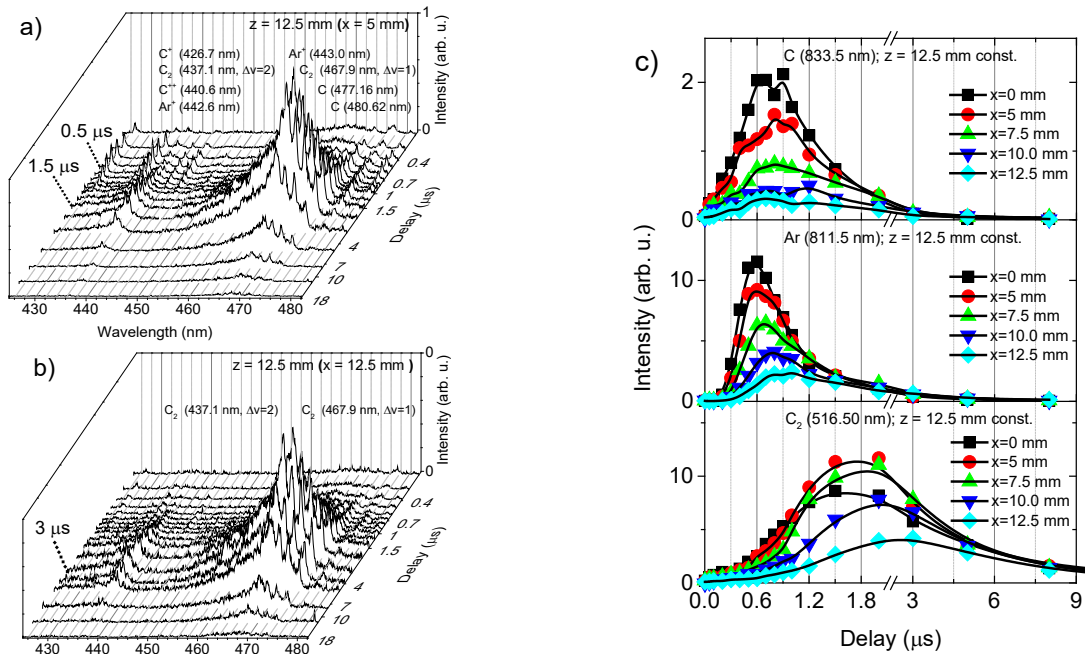 a)
z = 12.5 mm (x = 5 mm)
C⁺ (426.7 nm) Ar⁺ (443.0 nm)
C₂ (437.1 nm, Δv=2) C₂ (467.9 nm, Δv=1)
C⁺⁺ (440.6 nm) C (477.16 nm)
Ar⁺ (442.6 nm) C (480.62 nm)
1
0
Intensity (arb. u.)
0.5 μs
1.5 μs
0.4
0.7
1
1.5
4
7
10
18
Delay (μs)
430 440 450 460 470 480
Wavelength (nm)
b)
z = 12.5 mm (x = 12.5 mm )
C₂ (437.1 nm, Δv=2) C₂ (467.9 nm, Δv=1)
0
0
Intensity (arb. u.)
3 μs
0.4
0.7
1
1.5
4
7
10
18
430 440 450 460 470 480
c)
C (833.5 nm); z = 12.5 mm const.
x=0 mm
x=5 mm
x=7.5 mm
x=10.0 mm
x=12.5 mm
2
0
Ar (811.5 nm); z = 12.5 mm const.
x=0 mm
x=5 mm
x=7.5 mm
x=10.0 mm
x=12.5 mm
10
0
Intensity (arb. u.)
C₂ (516.50 nm); z = 12.5 mm const.
x=0 mm
x=5 mm
x=7.5 mm
x=10.0 mm
x=12.5 mm
10
0
0.0 0.6 1.2 1.8 3 6 9
Delay (μs)